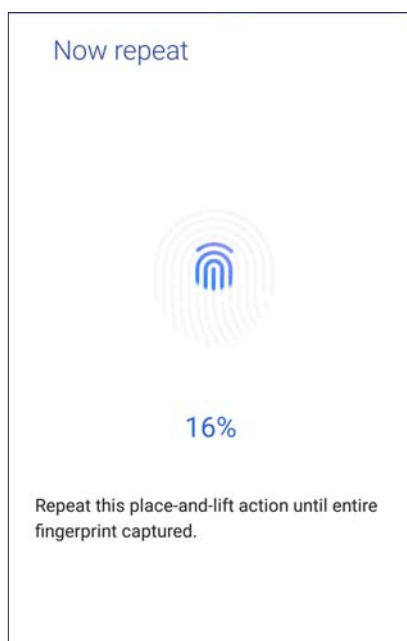 Now repeat
16%
Repeat this place-and-lift action until entire
fingerprint captured.